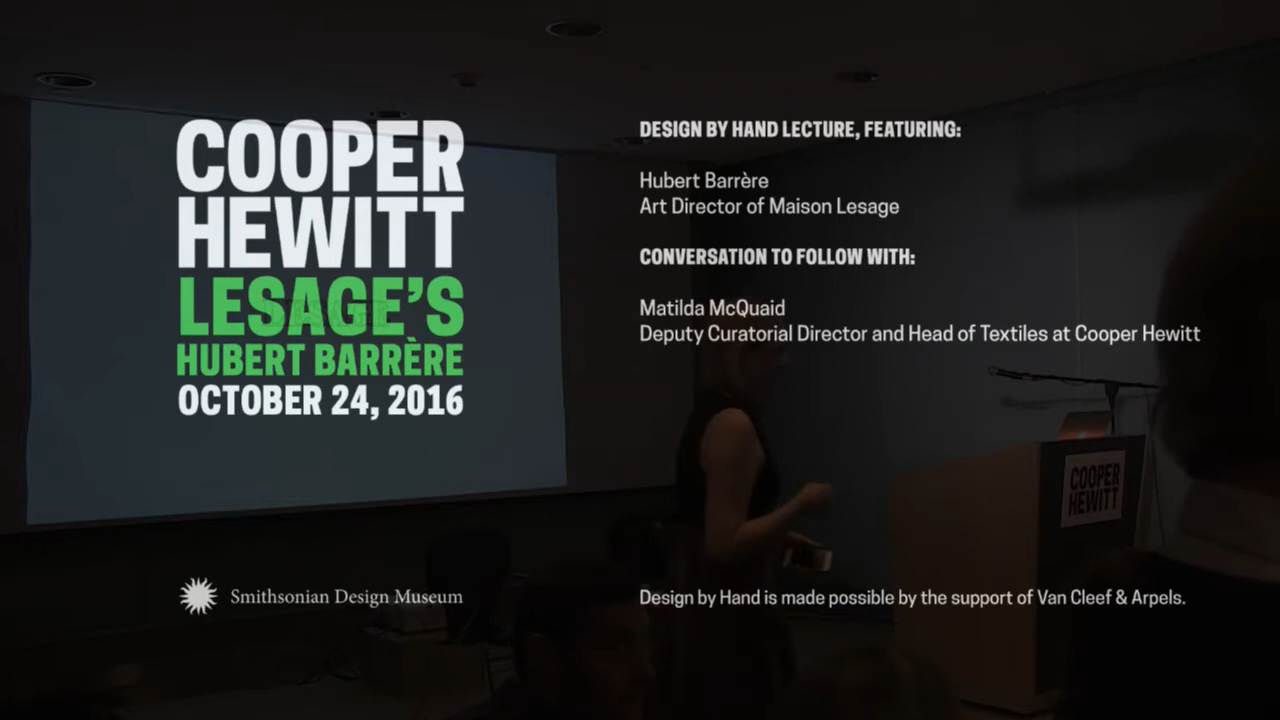 COOPER
HEWITT
LESAGE'S
HUBERT BARRÈRE
OCTOBER 24, 2016
Smithsonian Design Museum
DESIGN BY HAND LECTURE, FEATURING:
Hubert Barrère
Art Director of Maison Lesage
CONVERSATION TO FOLLOW WITH:
Matilda McQuaid
Deputy Curatorial Director and Head of Textiles at Cooper Hewitt
COOPER
HEWITT
Design by Hand is made possible by the support of Van Cleef & Arpels.